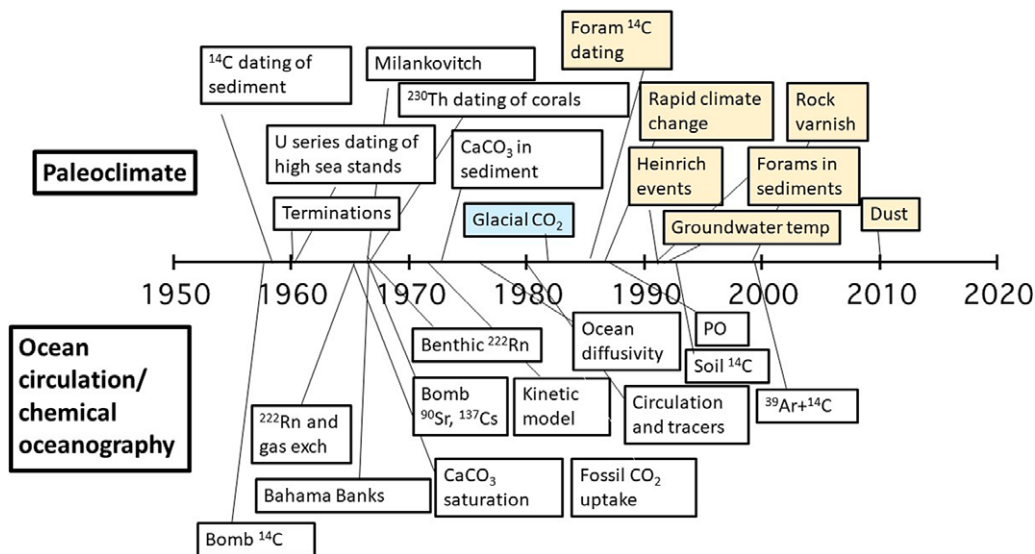 Foram ¹⁴C
dating
¹⁴C dating of
sediment
Milankovitch
²³⁰Th dating of corals
Rapid climate
change
Rock
varnish
U series dating of
high sea stands
CaCO₃ in
sediment
Paleoclimate
Heinrich
events
Forams in
sediments
Terminations
Glacial CO₂
Groundwater temp
Dust
1950 1960 1970 1980 1990 2000 2010 2020
Ocean
circulation/
chemical
oceanography
Benthic ²²²Rn
Ocean
diffusivity
PO
Soil ¹⁴C
²²²Rn and
gas exch
Bomb
⁹⁰Sr, ¹³⁷Cs
Kinetic
model
Circulation
and tracers
³⁹Ar+¹⁴C
Bahama Banks
CaCO₃
saturation
Fossil CO₂
uptake
Bomb ¹⁴C